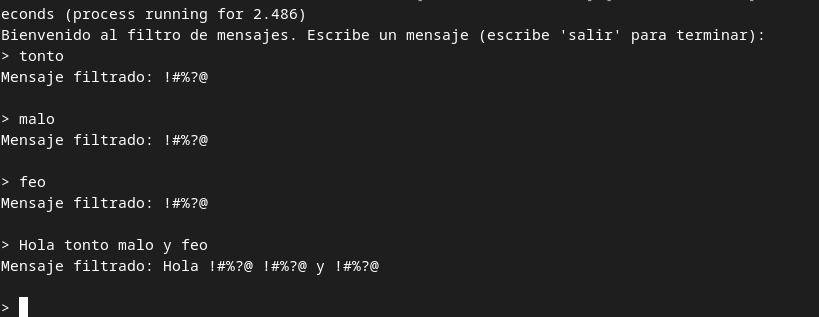 econds (process running for 2.486)
Bienvenido al filtro de mensajes. Escribe un mensaje (escribe 'salir' para terminar):
> tonto
Mensaje filtrado: !#%?@
> malo
Mensaje filtrado: !#%?@
> feo
Mensaje filtrado: !#%?@
> Hola tonto malo y feo
Mensaje filtrado: Hola !#%?@ !#%?@ y !#%?@
>